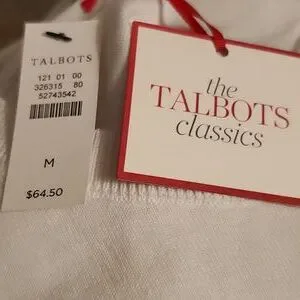 TALBOTS
121 01 00
326315 80
52743542
M
$64.50
the
TALBOTS
classics